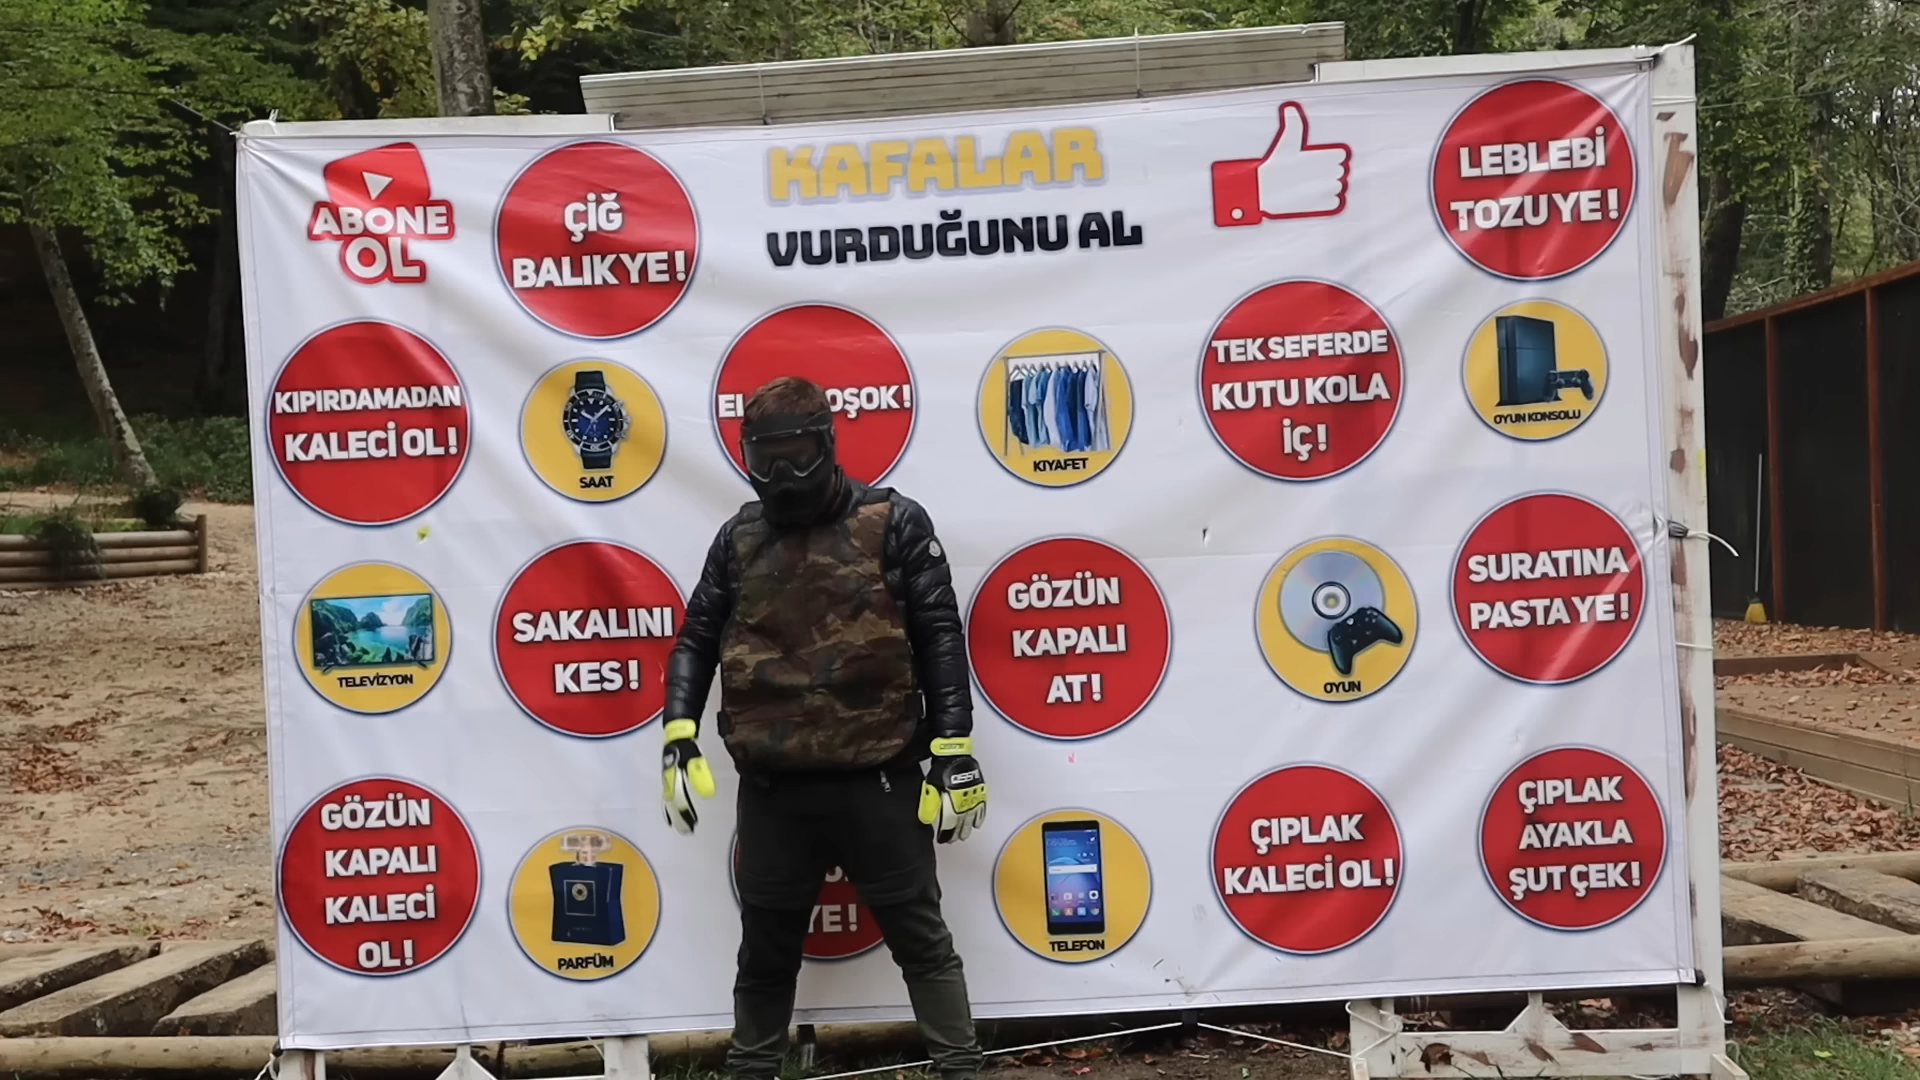 ABONE
OL
ÇİĞ
BALIK YE!
KAFALAR
VURDUĞUNU AL
LEBLEBİ
TOZU YE!
KIPIRDAMADAN
KALECİ OL!
SAAT
KIYAFET
TEK SEFERDE
KUTU KOLA
İÇ!
OYUN KONSOLU
TELEVİZYON
SAKALINI
KES!
GÖZÜN
KAPALI
AT!
OYUN
SURATINA
PASTA YE!
GÖZÜN
KAPALI
KALECİ
OL!
PARFÜM
YE!
TELEFON
ÇIPLAK
KALECİ OL!
ÇIPLAK
AYAKLA
ŞUT ÇEK!